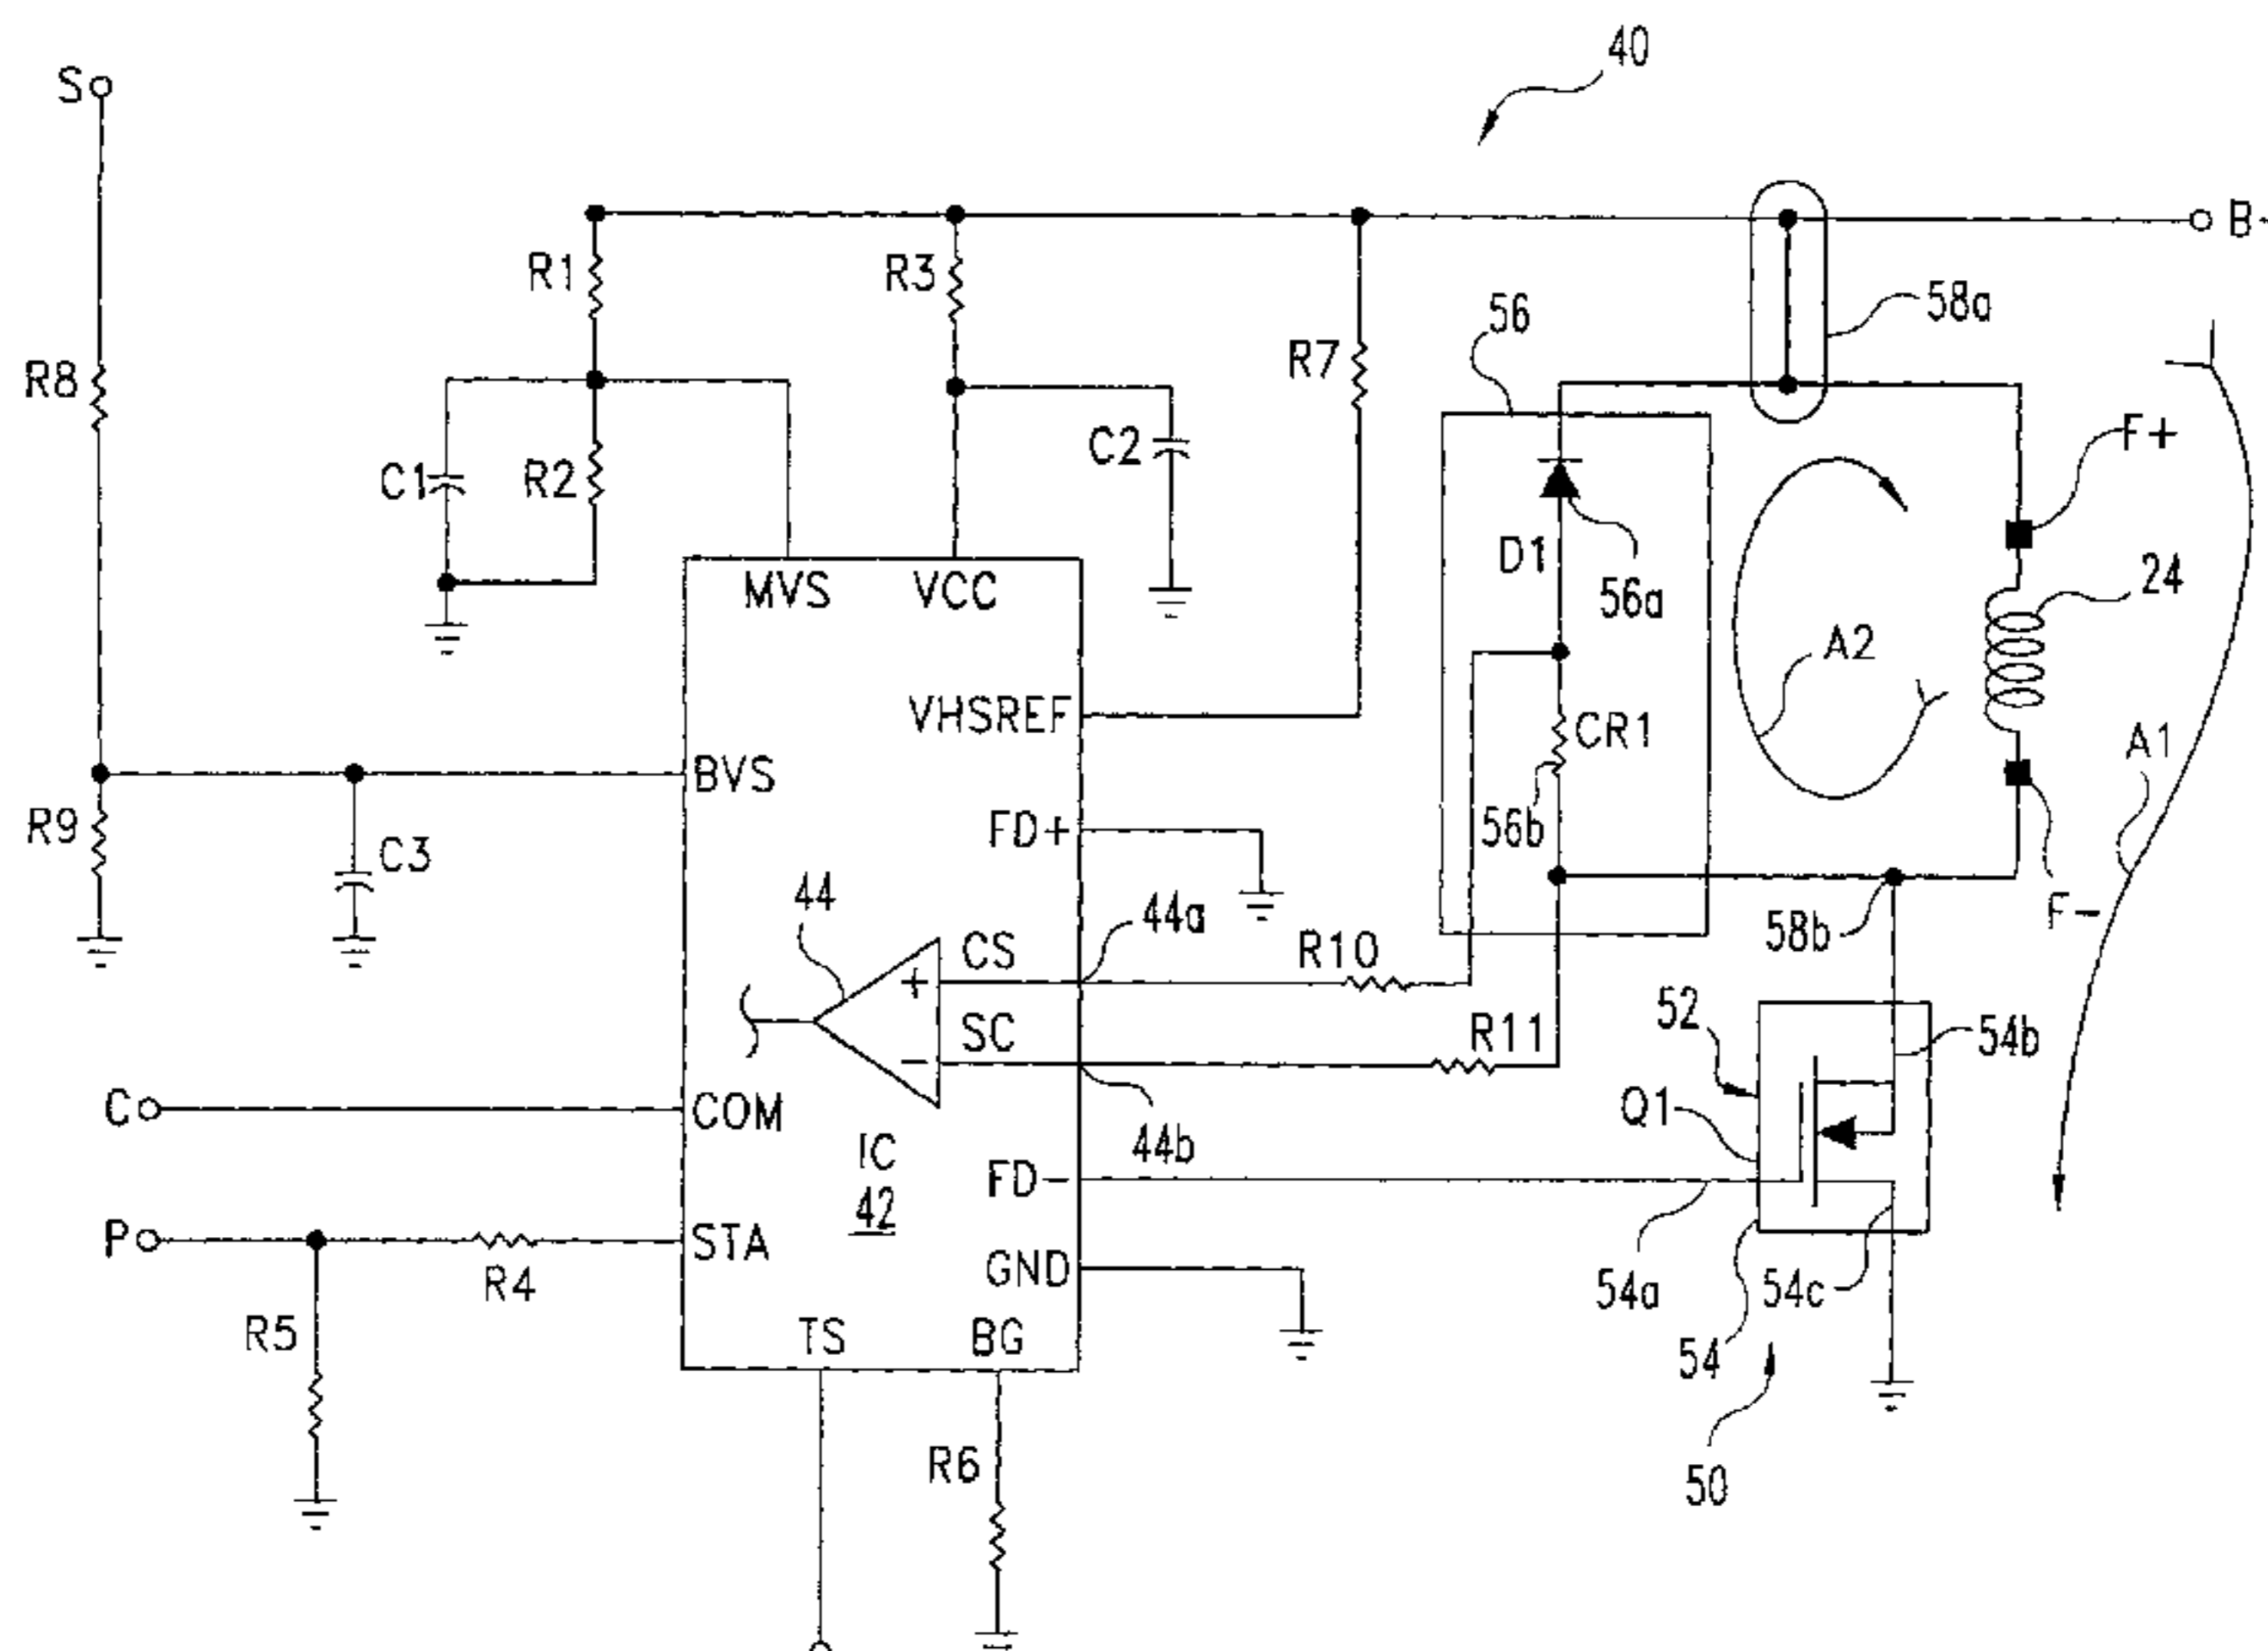 40
S
B+
R1
R3
58a
56
R7
R8
F+
C1
R2
C2
D1
56a
24
MVS
VCC
A2
VHSREF
CR1
A1
BVS
56b
R9
C3
FD+
44
44a
F-
CS
R10
58b
+
SC
R11
52
54b
-
C
COM
Q1
IC
44b
42
FD-
P
STA
R4
GND
54a
54c
R5
TS
BG
54
R6
50